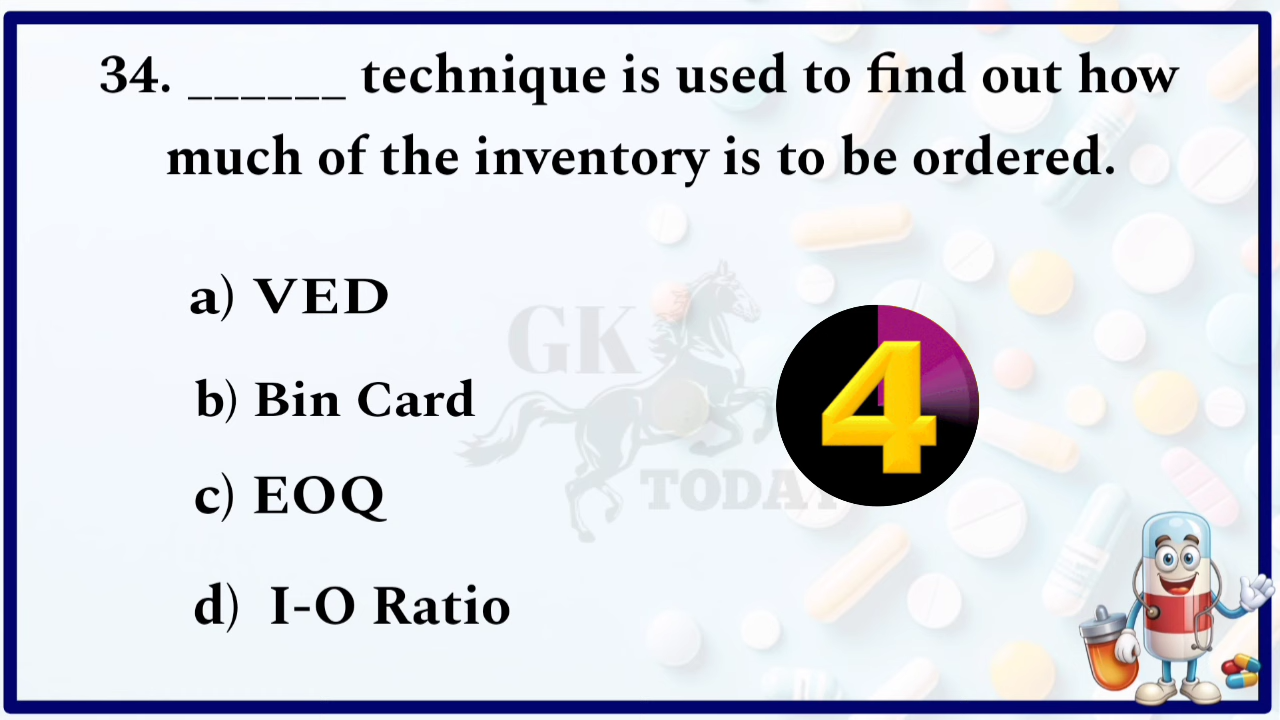 34. ______ technique is used to find out how
much of the inventory is to be ordered.
a) VED
b) Bin Card
c) EOQ
d) I-O Ratio
GK
TODAY
4